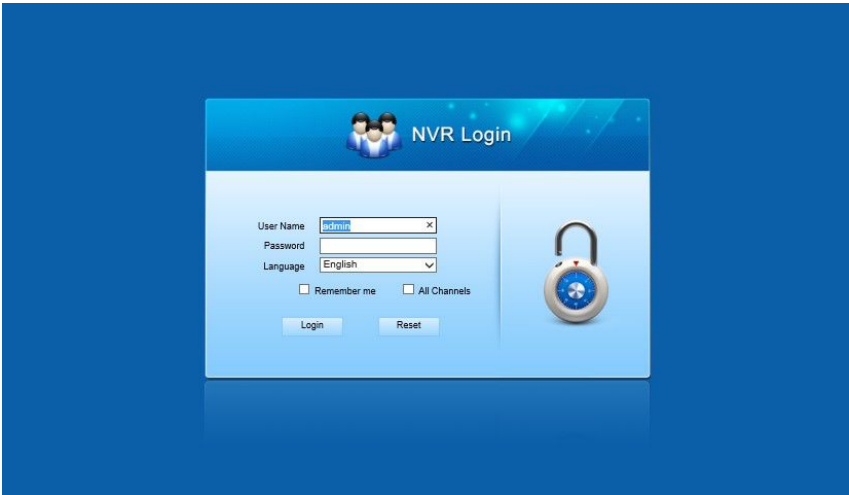 NVR Login
User Name admin ×
Password
Language English
Remember me All Channels
Login Reset